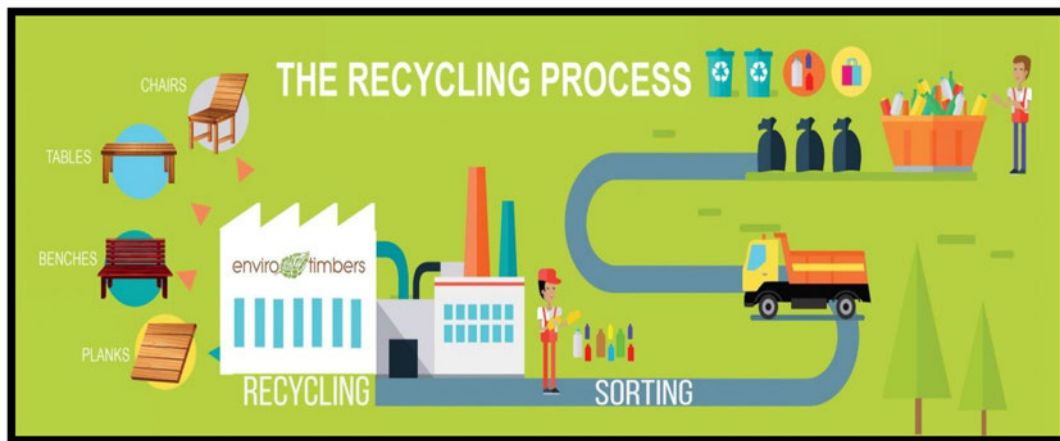 THE RECYCLING PROCESS
CHAIRS
TABLES
BENCHES
PLANKS
enviro timbers
RECYCLING
SORTING